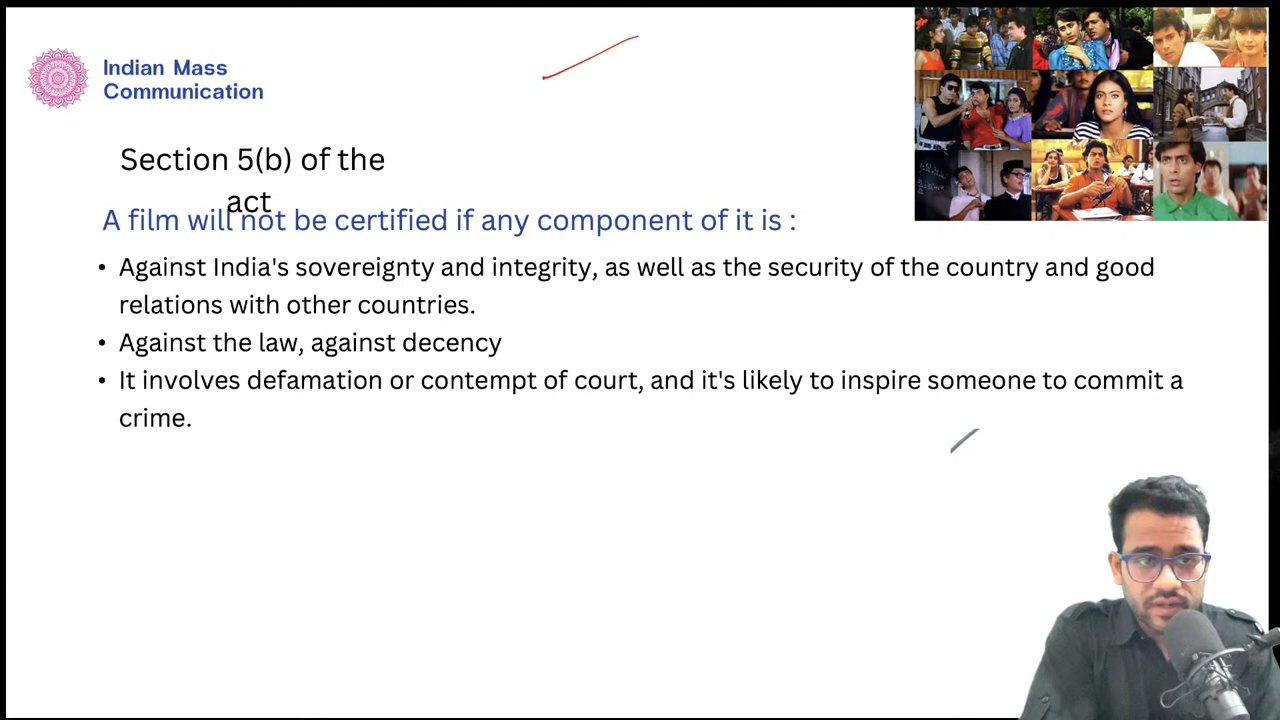 Indian Mass
Communication
Section 5(b) of the
act
A film will not be certified if any component of it is :
• Against India's sovereignty and integrity, as well as the security of the country and good
relations with other countries.
• Against the law, against decency
• It involves defamation or contempt of court, and it's likely to inspire someone to commit a
crime.